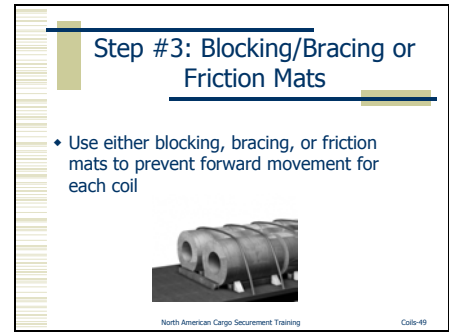 Step #3: Blocking/Bracing or
Friction Mats
Use either blocking, bracing, or friction
mats to prevent forward movement for
each coil
North American Cargo Securement Training
Coils-49